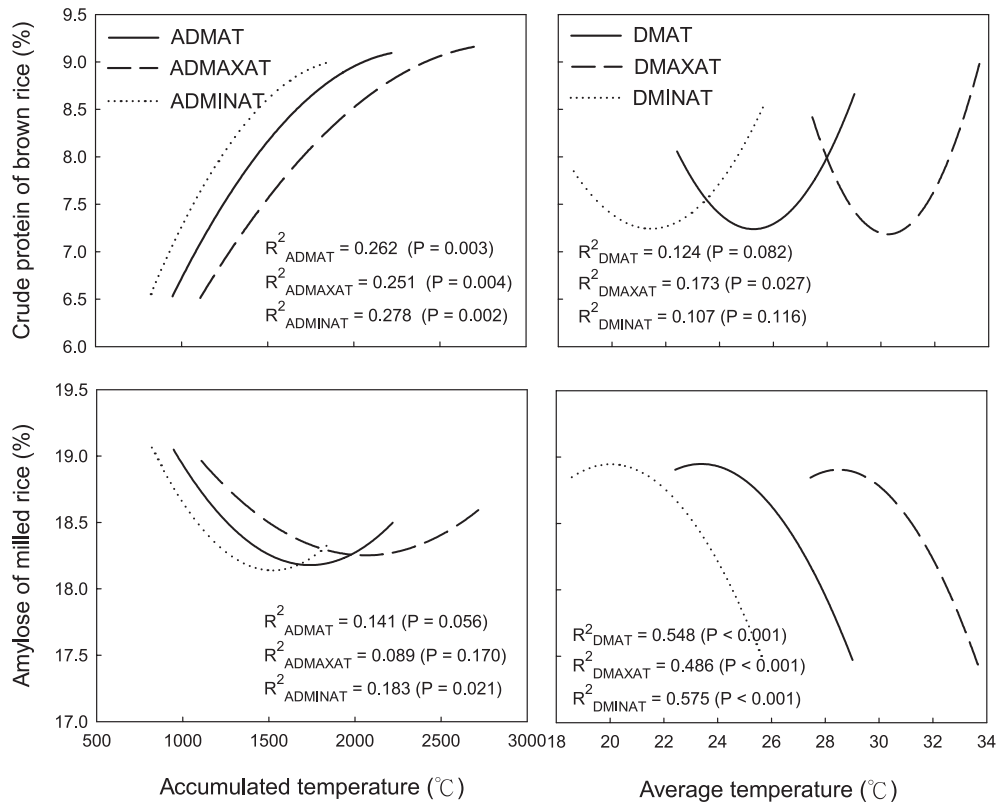 9.5
9.0
8.5
8.0
7.5
7.0
6.5
6.0
Crude protein of brown rice (%)
ADMAT
ADMAXAT
ADMINAT
R²ADMAT = 0.262 (P = 0.003)
R²ADMAXAT = 0.251 (P = 0.004)
R²ADMINAT = 0.278 (P = 0.002)
DMAT
DMAXAT
DMINAT
R²DMAT = 0.124 (P = 0.082)
R²DMAXAT = 0.173 (P = 0.027)
R²DMINAT = 0.107 (P = 0.116)
19.5
19.0
18.5
18.0
17.5
17.0
Amylose of milled rice (%)
R²ADMAT = 0.141 (P = 0.056)
R²ADMAXAT = 0.089 (P = 0.170)
R²ADMINAT = 0.183 (P = 0.021)
500 1000 1500 2000 2500 3000
Accumulated temperature (℃)
R²DMAT = 0.548 (P < 0.001)
R²DMAXAT = 0.486 (P < 0.001)
R²DMINAT = 0.575 (P < 0.001)
18 20 22 24 26 28 30 32 34
Average temperature (℃)